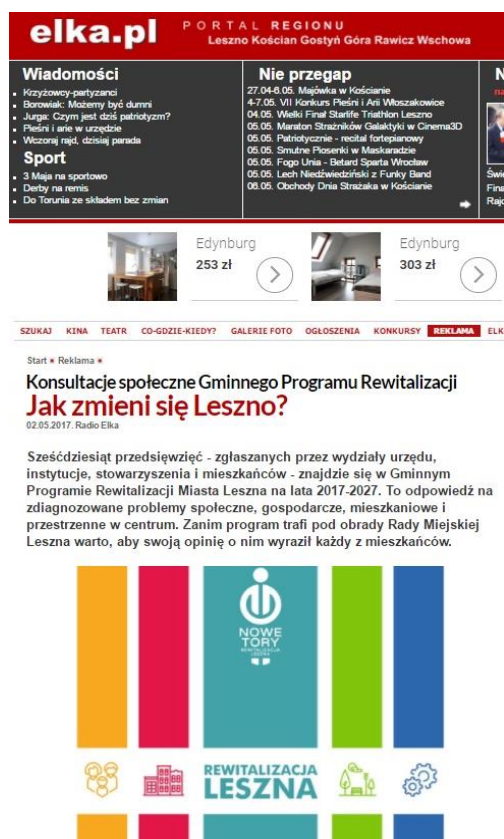 elka.pl
PORTAL REGIONU
Leszno Kościan Gostyń Góra Rawicz Wschowa
Wiadomości
Krzyżowcy-partyzanci
Borowiak: Możemy być dumni
Jurga: Czym jest dziś patriotyzm?
Pieśni i arie w urzędzie
Wczoraj rajd, dzisiaj parada
Sport
3 Maja na sportowo
Derby na remis
Do Torunia ze składem bez zmian
Nie przegap
27.04-6.05. Majówka w Kościanie
4-7.05. VII Konkurs Pieśni i Arii Włoszakowice
04.05. Wielki Finał Starlife Triathlon Leszno
05.05. Maraton Strażników Galaktyki w Cinema3D
05.05. Patriotycznie - recital fortepianowy
05.05. Smutne Piosenki w Maskaradzie
05.05. Fogo Unia - Betard Sparta Wrocław
05.05. Lech Niedźwiedziński z Funky Band
06.05. Obchody Dnia Strażaka w Kościanie
N
na
Świę
Fina
Rajd
Edynburg
253 zł
Edynburg
303 zł
SZUKAJ KINA TEATR CO-GDZIE-KIEDY? GALERIE FOTO OGŁOSZENIA KONKURSY REKLAMA ELK
Start Reklama
Konsultacje społeczne Gminnego Programu Rewitalizacji
Jak zmieni się Leszno?
02.05.2017. Radio Elka
Sześćdziesiąt przedsięwzięć - zgłaszanych przez wydziały urzędu,
instytucje, stowarzyszenia i mieszkańców - znajdzie się w Gminnym
Programie Rewitalizacji Miasta Leszna na lata 2017-2027. To odpowiedź na
zdiagnozowane problemy społeczne, gospodarcze, mieszkaniowe i
przestrzenne w centrum. Zanim program trafi pod obrady Rady Miejskiej
Leszna warto, aby swoją opinię o nim wyraził każdy z mieszkańców.
NOWE
TORY
REWITALIZACJA
LESZNA
REWITALIZACJA
LESZNA